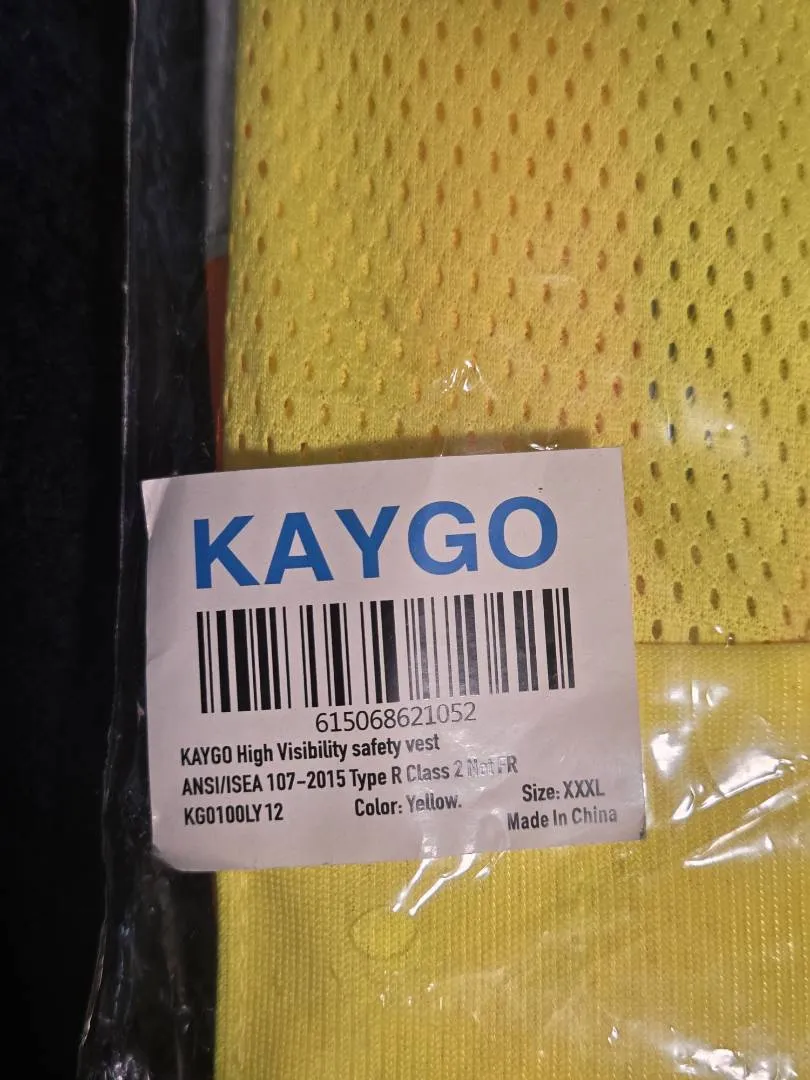 KAYGO
615068621052
KAYGO High Visibility safety vest
ANSI/ISEA 107-2015 Type R Class 2 Not FR
KG0100LY12 Color: Yellow. Size: XXXL
Made In China